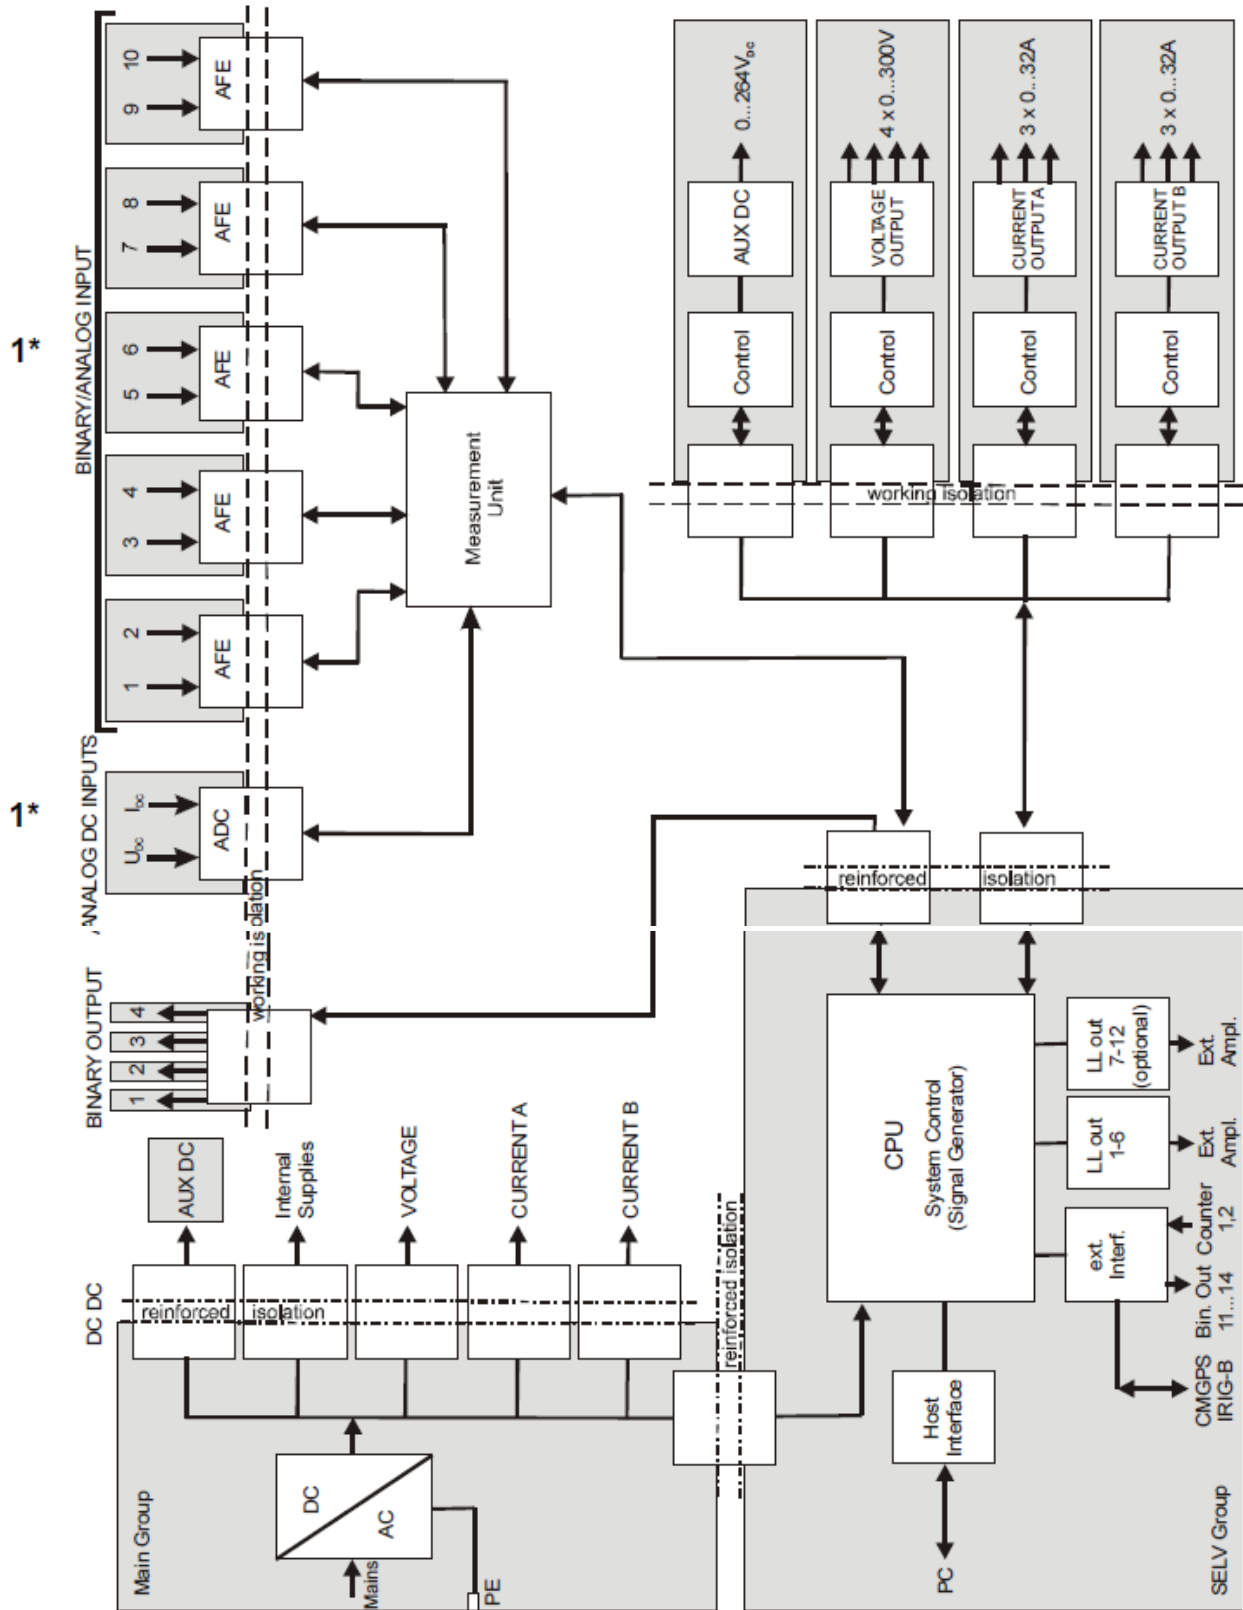 1*
1*
BINARY/ANALOG INPUT
10
9
AFE
8
7
AFE
6
5
AFE
4
3
AFE
2
1
AFE
ANALOG DC INPUTS
IDC
UDC
ADC
working isolation
BINARY OUTPUT
4
3
2
1
Measurement
Unit
0...264VDC
AUX DC
Control
4 x 0...300V
VOLTAGE
OUTPUT
Control
3 x 0...32A
CURRENT
OUTPUT A
Control
3 x 0...32A
CURRENT
OUTPUT B
Control
working isolation
reinforced isolation
DC DC
AUX DC
Internal
Supplies
VOLTAGE
CURRENT A
CURRENT B
reinforced isolation
reinforced isolation
Main Group
DC
AC
Mains
PE
CPU
System Control
(Signal Generator)
LL out
7-12
(optional)
Ext.
Ampl.
LL out
1-6
Ext.
Ampl.
ext.
Interf.
Counter
1,2
Bin. Out
11...14
CMGPS
IRIG-B
Host
Interface
PC
SELV Group